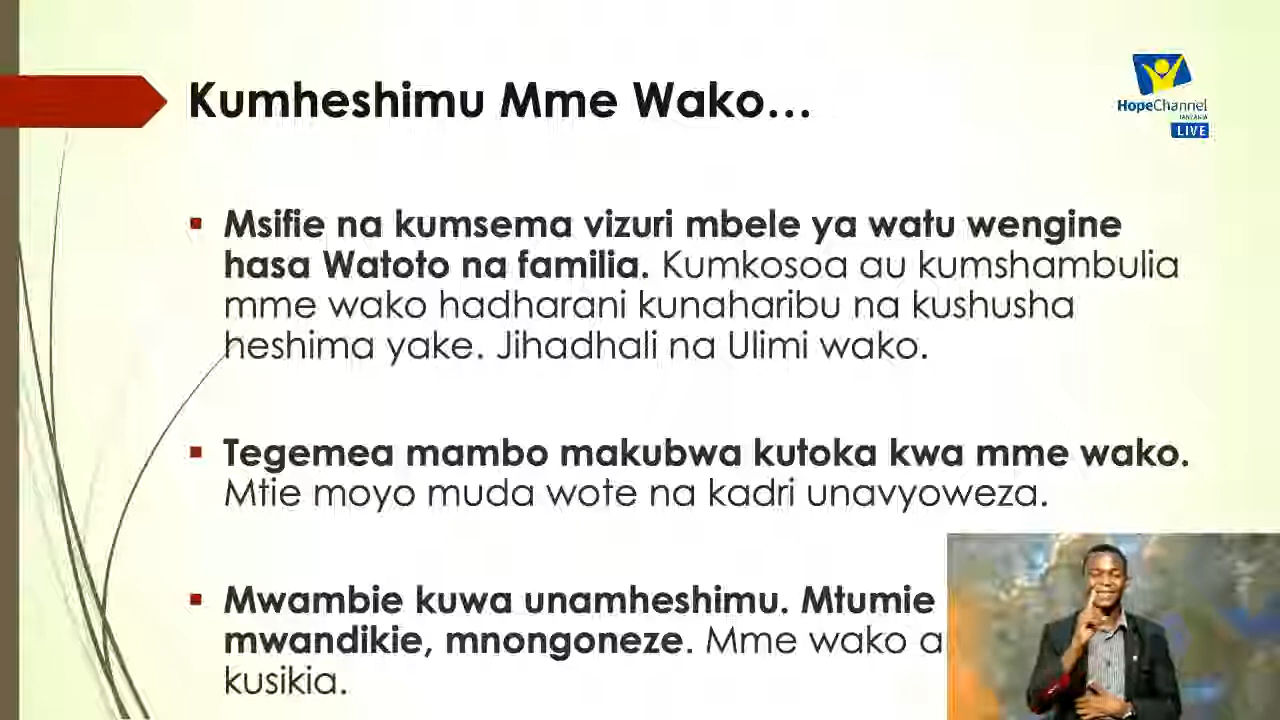 Kumheshimu Mme Wako...
HopeChannel
TANZANIA
LIVE
▪ Msifie na kumsema vizuri mbele ya watu wengine
hasa Watoto na familia. Kumkosoa au kumshambulia
mme wako hadharani kunaharibu na kushusha
heshima yake. Jihadhali na Ulimi wako.
▪ Tegemea mambo makubwa kutoka kwa mme wako.
Mtie moyo muda wote na kadri unavyoweza.
▪ Mwambie kuwa unamheshimu. Mtumie
mwandikie, mnongoneze. Mme wako
kusikia.